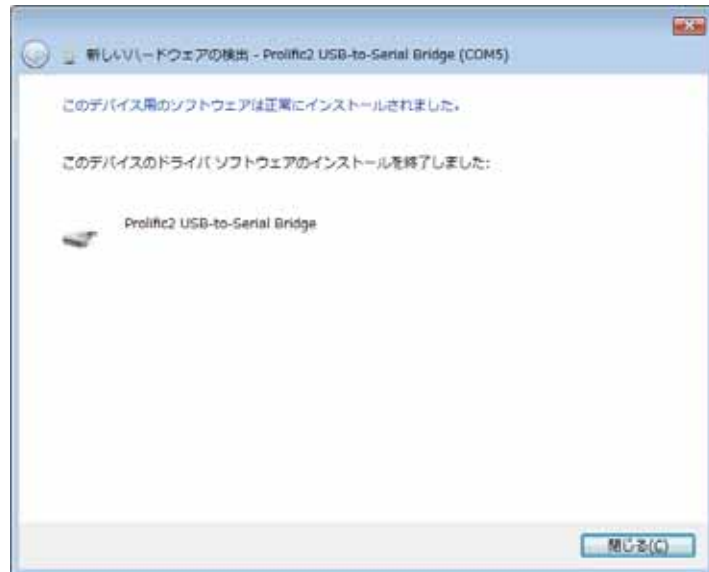 新しいハードウェアの検出 - Prolific2 USB-to-Serial Bridge (COM5)
このデバイス用のソフトウェアは正常にインストールされました。
このデバイスのドライバ ソフトウェアのインストールを終了しました:
Prolific2 USB-to-Serial Bridge
閉じる(C)